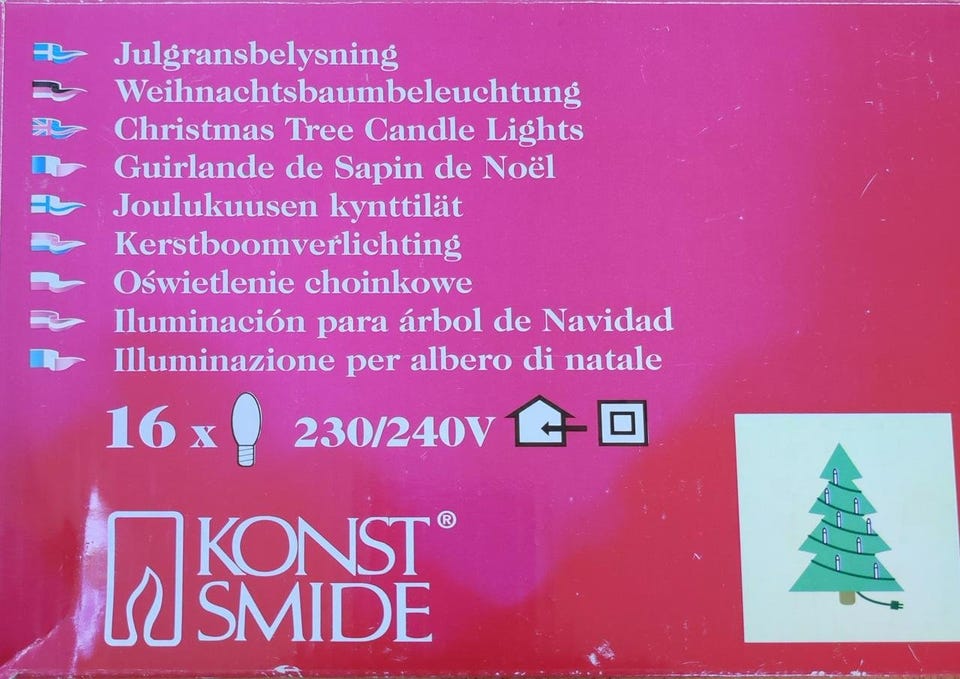 Julgransbelysning
Weihnachtsbaumbeleuchtung
Christmas Tree Candle Lights
Guirlande de Sapin de Noël
Joulukuusen kynttilät
Kerstboomverlichting
Oświetlenie choinkowe
Iluminación para árbol de Navidad
Illuminazione per albero di natale
16 x 230/240V
KONST®
SMIDE